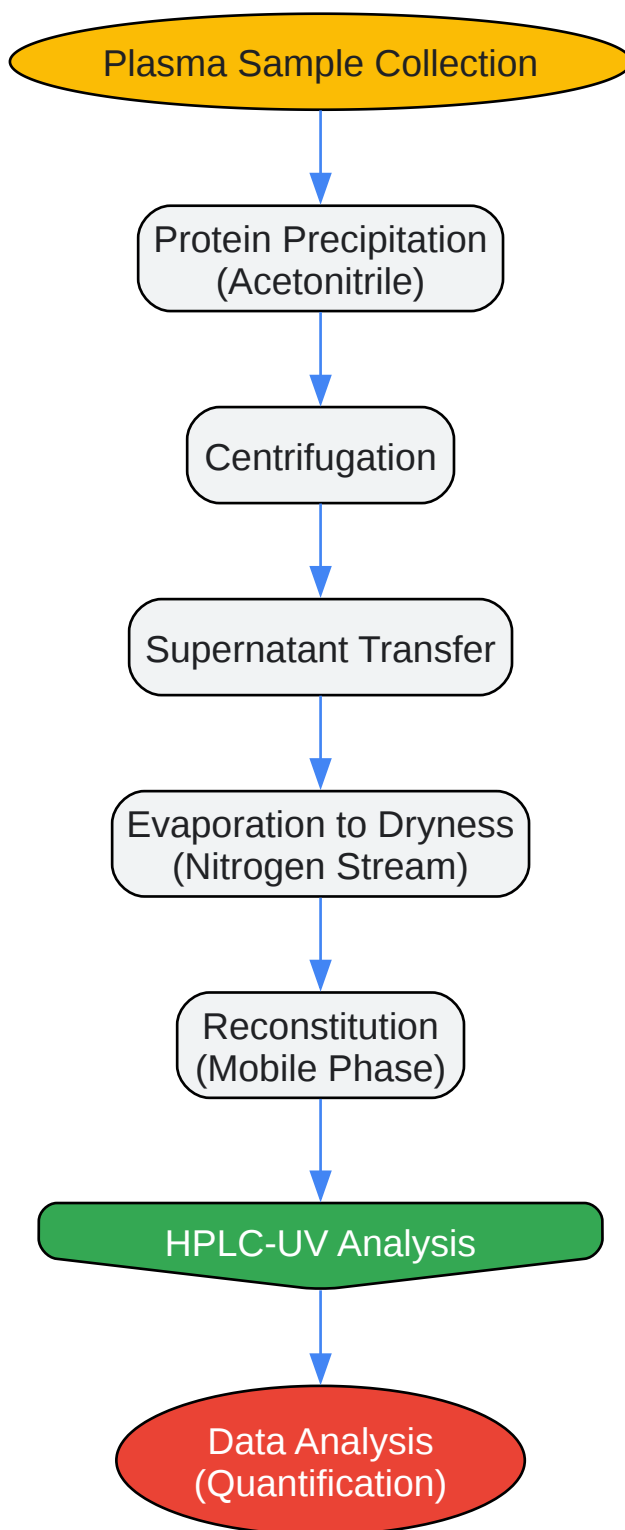 Plasma Sample Collection
Protein Precipitation
(Acetonitrile)
Centrifugation
Supernatant Transfer
Evaporation to Dryness
(Nitrogen Stream)
Reconstitution
(Mobile Phase)
HPLC-UV Analysis
Data Analysis
(Quantification)